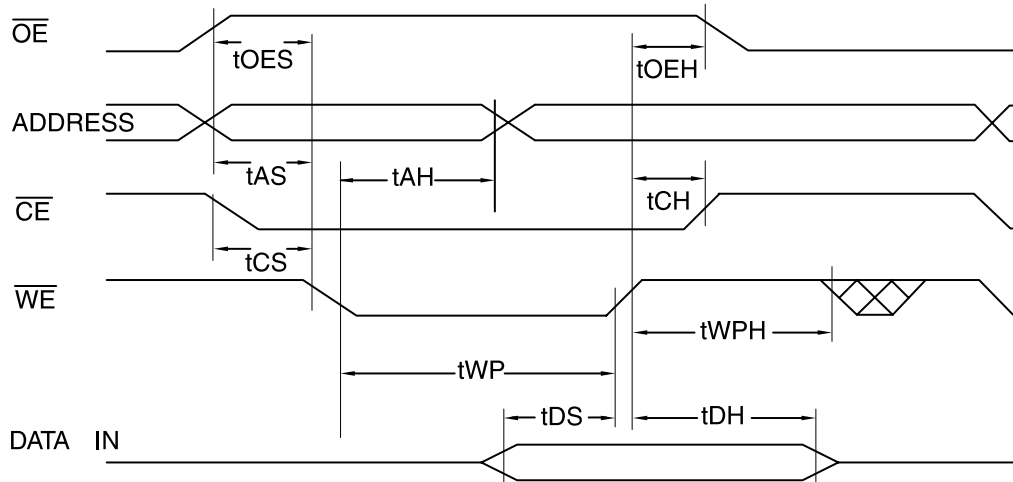 OE
tOES
tOEH
ADDRESS
tAS
tAH
tCH
CE
tCS
WE
tWPH
tWP
tDS
tDH
DATA IN